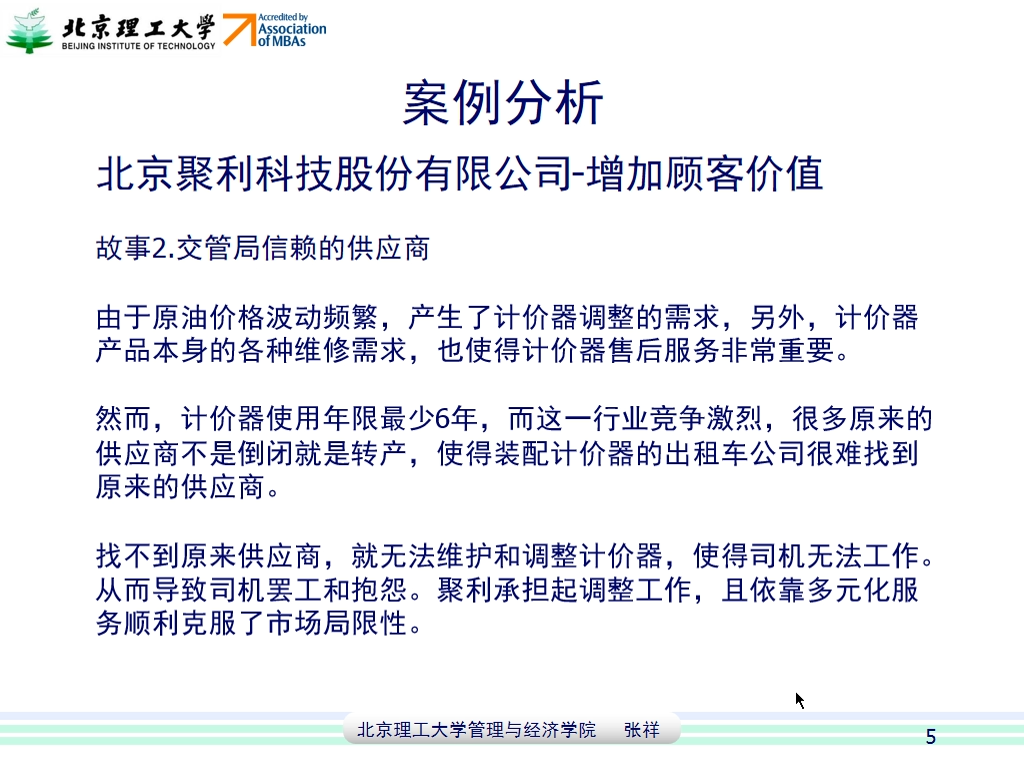 北京理工大学
BEIJING INSTITUTE OF TECHNOLOGY
Accredited by
Association
of MBAs
案例分析
北京聚利科技股份有限公司-增加顾客价值
故事2.交管局信赖的供应商
由于原油价格波动频繁，产生了计价器调整的需求，另外，计价器
产品本身的各种维修需求，也使得计价器售后服务非常重要。
然而，计价器使用年限最少6年，而这一行业竞争激烈，很多原来的
供应商不是倒闭就是转产，使得装配计价器的出租车公司很难找到
原来的供应商。
找不到原来供应商，就无法维护和调整计价器，使得司机无法工作。
从而导致司机罢工和抱怨。聚利承担起调整工作，且依靠多元化服
务顺利克服了市场局限性。
北京理工大学管理与经济学院 张祥
5